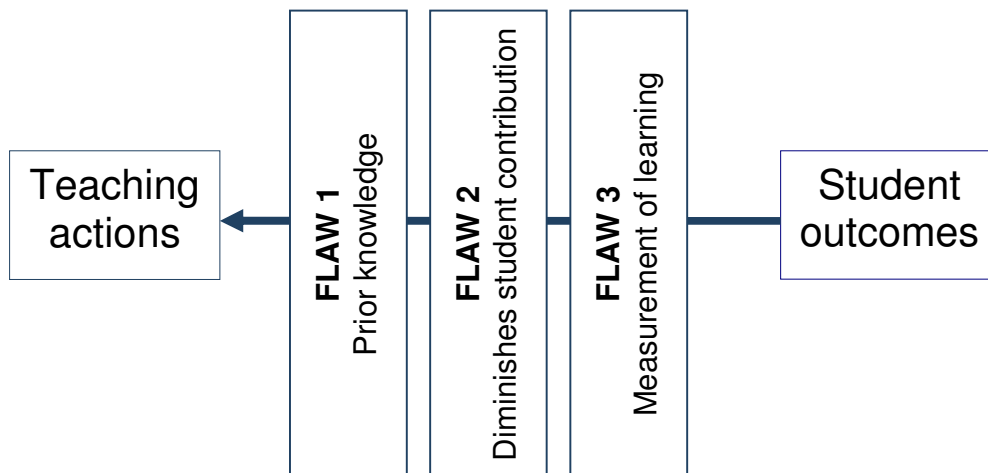 Teaching
actions
FLAW 1
Prior knowledge
FLAW 2
Diminishes student contribution
FLAW 3
Measurement of learning
Student
outcomes